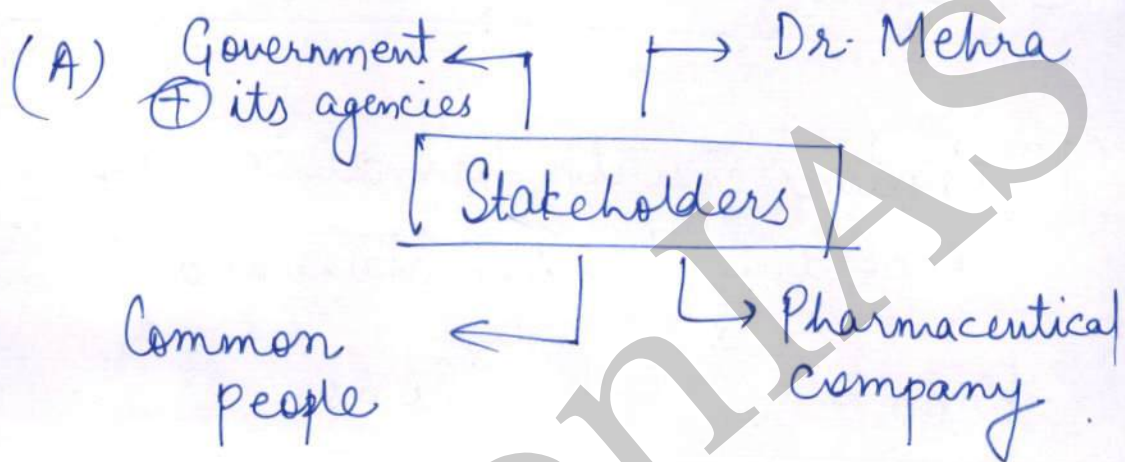 (A) Government
⊕ its agencies
Dr. Mehra
Stakeholders
Common
people
Pharmaceutical
Company.